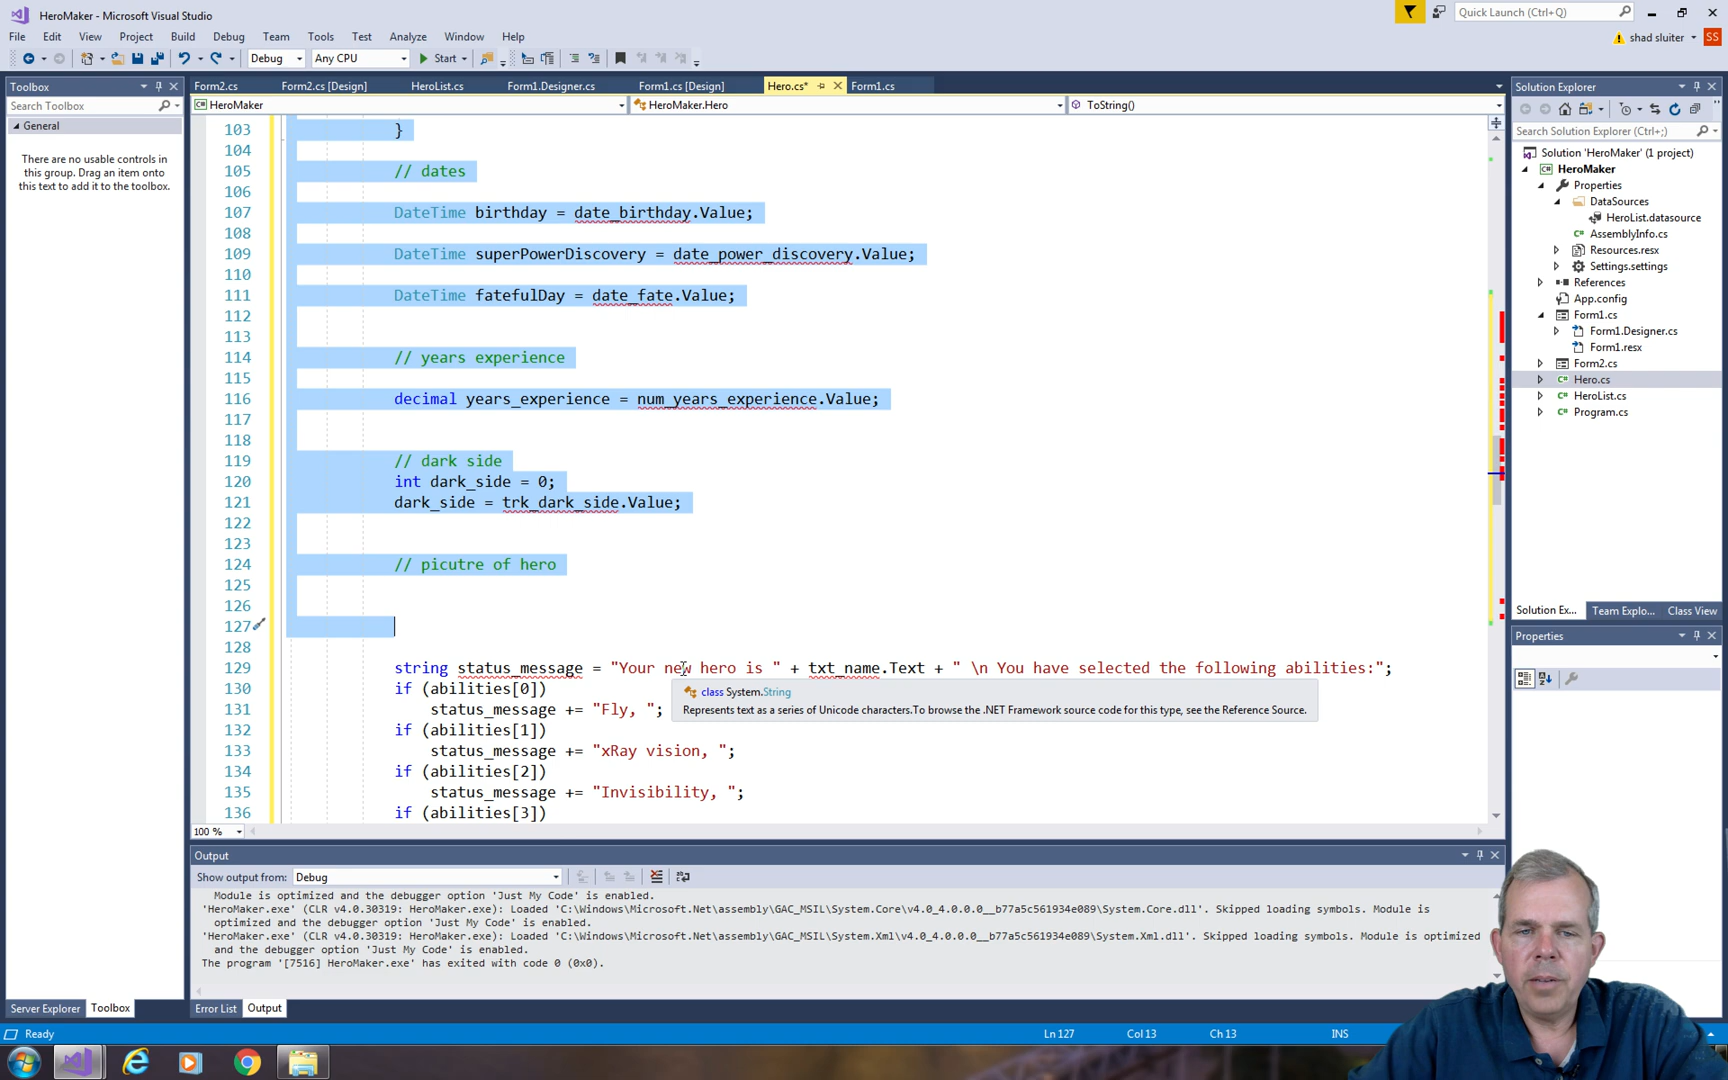 HeroMaker - Microsoft Visual Studio
Quick Launch (Ctrl+Q)
File Edit View Project Build Debug Team Tools Test Analyze Window Help
shad sluiter SS
Debug Any CPU Start
Toolbox
Search Toolbox
General
There are no usable controls in
this group. Drag an item onto
this text to add it to the toolbox.
Form2.cs Form2.cs [Design] HeroList.cs Form1.Designer.cs Form1.cs [Design] Hero.cs* Form1.cs
HeroMaker HeroMaker.Hero ToString()
103 }
104
105 // dates
106
107 DateTime birthday = date_birthday.Value;
108
109 DateTime superPowerDiscovery = date_power_discovery.Value;
110
111 DateTime fatefulDay = date_fate.Value;
112
113
114 // years experience
115
116 decimal years_experience = num_years_experience.Value;
117
118
119 // dark side
120 int dark_side = 0;
121 dark_side = trk_dark_side.Value;
122
123
124 // picutre of hero
125
126
127
128
129 string status_message = "Your new hero is " + txt_name.Text + " \n You have selected the following abilities:";
130 if (abilities[0])
131 status_message += "Fly, ";
132 if (abilities[1])
133 status_message += "xRay vision, ";
134 if (abilities[2])
135 status_message += "Invisibility, ";
136 if (abilities[3])
class System.String
Represents text as a series of Unicode characters.To browse the .NET Framework source code for this type, see the Reference Source.
100 %
Output
Show output from: Debug
Module is optimized and the debugger option 'Just My Code' is enabled.
'HeroMaker.exe' (CLR v4.0.30319: HeroMaker.exe): Loaded 'C:\Windows\Microsoft.Net\assembly\GAC_MSIL\System.Core\v4.0_4.0.0.0__b77a5c561934e089\System.Core.dll'. Skipped loading symbols. Module is
optimized and the debugger option 'Just My Code' is enabled.
'HeroMaker.exe' (CLR v4.0.30319: HeroMaker.exe): Loaded 'C:\Windows\Microsoft.Net\assembly\GAC_MSIL\System.Xml\v4.0_4.0.0.0__b77a5c561934e089\System.Xml.dll'. Skipped loading symbols. Module is optimized
and the debugger option 'Just My Code' is enabled.
The program '[7516] HeroMaker.exe' has exited with code 0 (0x0).
Server Explorer Toolbox
Error List Output
Solution Explorer
Search Solution Explorer (Ctrl+;)
Solution 'HeroMaker' (1 project)
HeroMaker
Properties
DataSources
HeroList.datasource
AssemblyInfo.cs
Resources.resx
Settings.settings
References
App.config
Form1.cs
Form1.Designer.cs
Form1.resx
Form2.cs
Hero.cs
HeroList.cs
Program.cs
Solution Ex... Team Explo... Class View
Properties
Ready
Ln 127 Col 13 Ch 13 INS